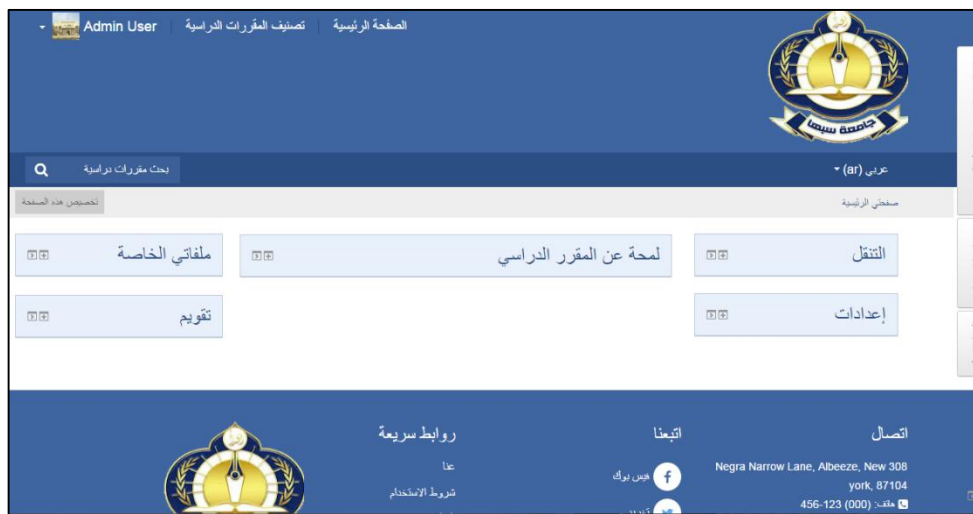 الصفحة الرئيسية
تصنيف المقررات الدراسية
Admin User
جامعة سبها
عربي (ar)
بحث مقررات دراسية
صفحتي الرئيسية
تخصيص هذه الصفحة
التنقل
لمحة عن المقرر الدراسي
ملفاتي الخاصة
إعدادات
تقويم
اتصال
Negra Narrow Lane, Albeeze, New 308
york, 87104
هاتف: (000) 123-456
اتبعنا
فيس بوك
روابط سريعة
عنا
شروط الاستخدام